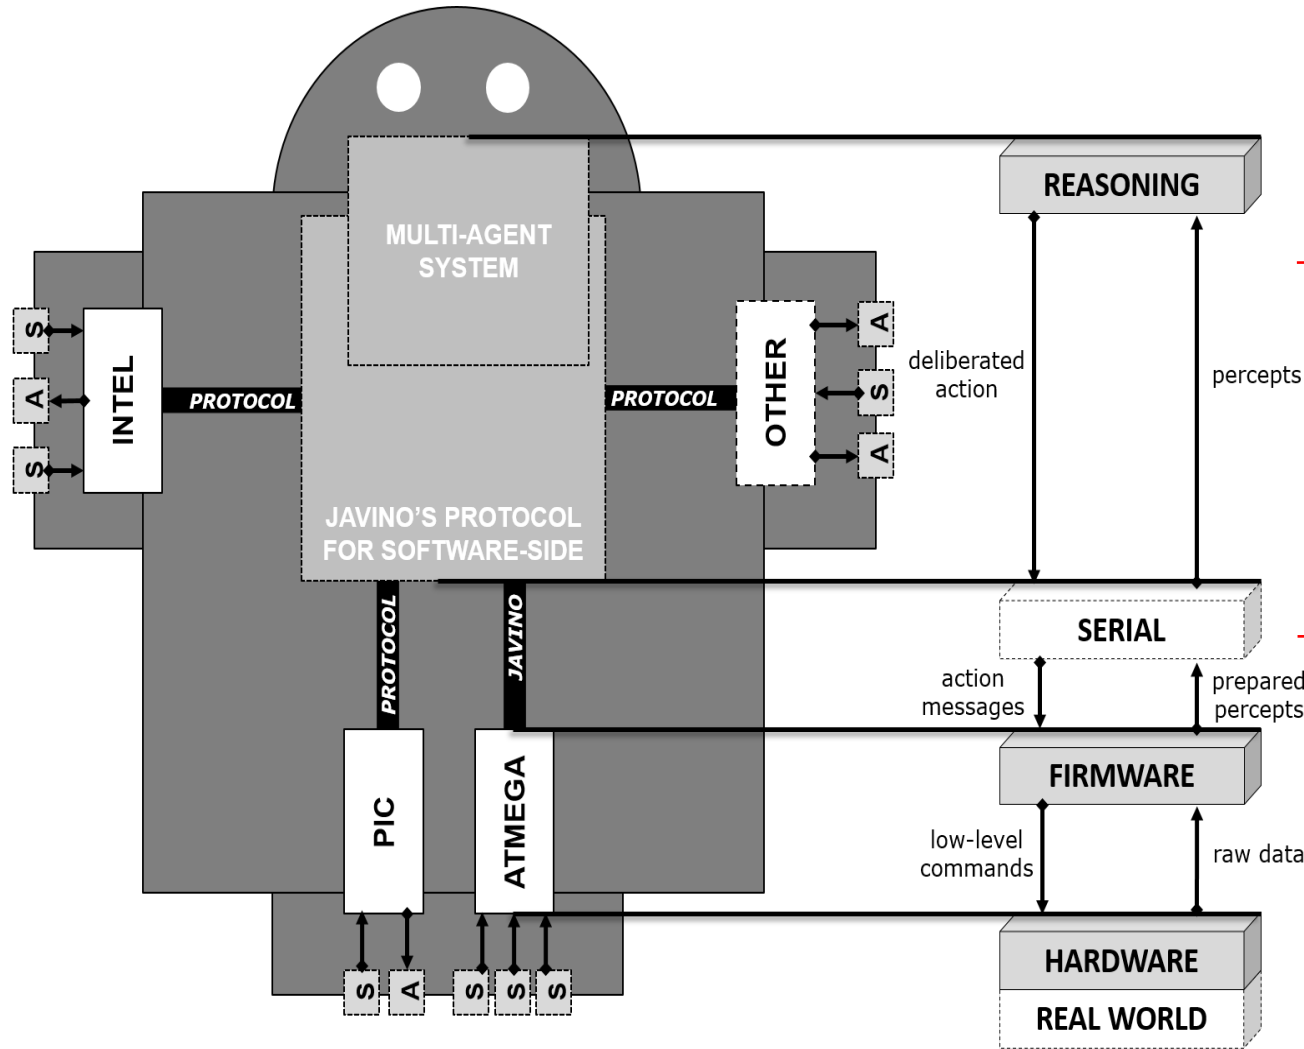 MULTI-AGENT
SYSTEM
JAVINO'S PROTOCOL
FOR SOFTWARE-SIDE
S
A
S
INTEL
PROTOCOL
PROTOCOL
OTHER
A
S
A
PROTOCOL
JAVINO
PIC
ATMEGA
S
A
S
S
S
REASONING
deliberated
action
percepts
SERIAL
action
messages
prepared
percepts
FIRMWARE
low-level
commands
raw data
HARDWARE
REAL WORLD